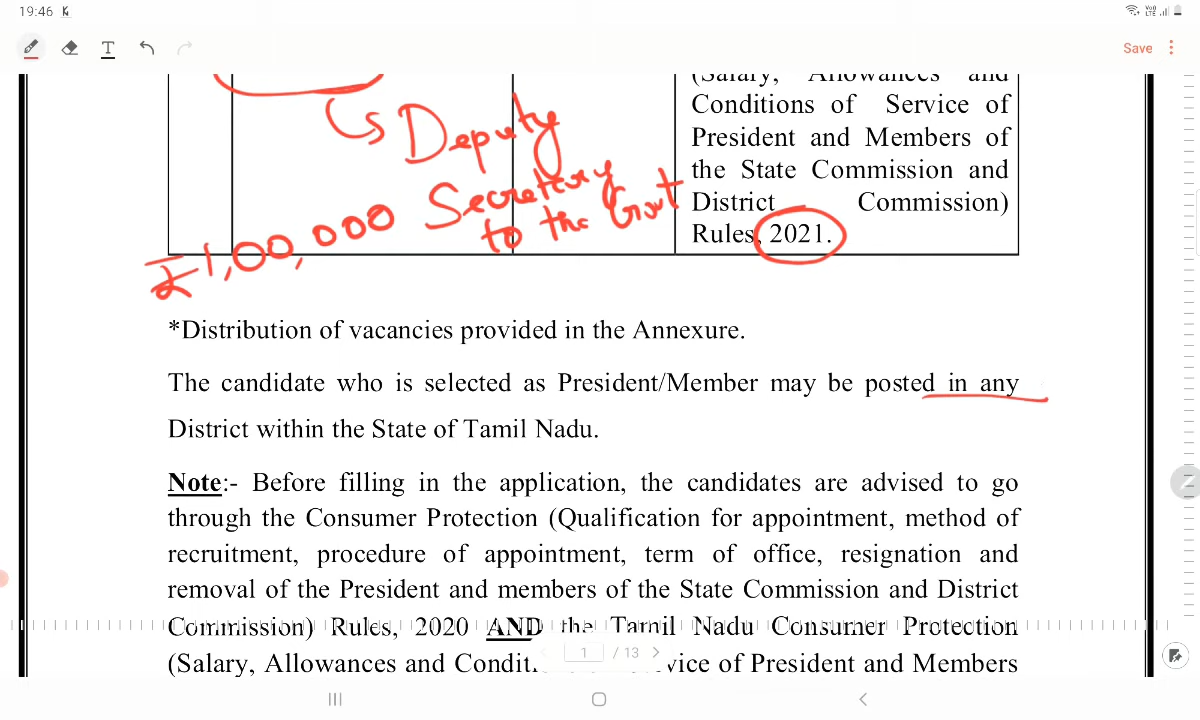 19:46
T
Save
(Salary, Allowances and
Conditions of Service of
President and Members of
the State Commission and
District Commission)
Rules, 2021.
↳ Deputy
Secretary
to the Govt
₹1,00,000
*Distribution of vacancies provided in the Annexure.
The candidate who is selected as President/Member may be posted in any
District within the State of Tamil Nadu.
Note:- Before filling in the application, the candidates are advised to go
through the Consumer Protection (Qualification for appointment, method of
recruitment, procedure of appointment, term of office, resignation and
removal of the President and members of the State Commission and District
Commission) Rules, 2020 AND the Tamil Nadu Consumer Protection
(Salary, Allowances and Condit vice of President and Members
1 / 13